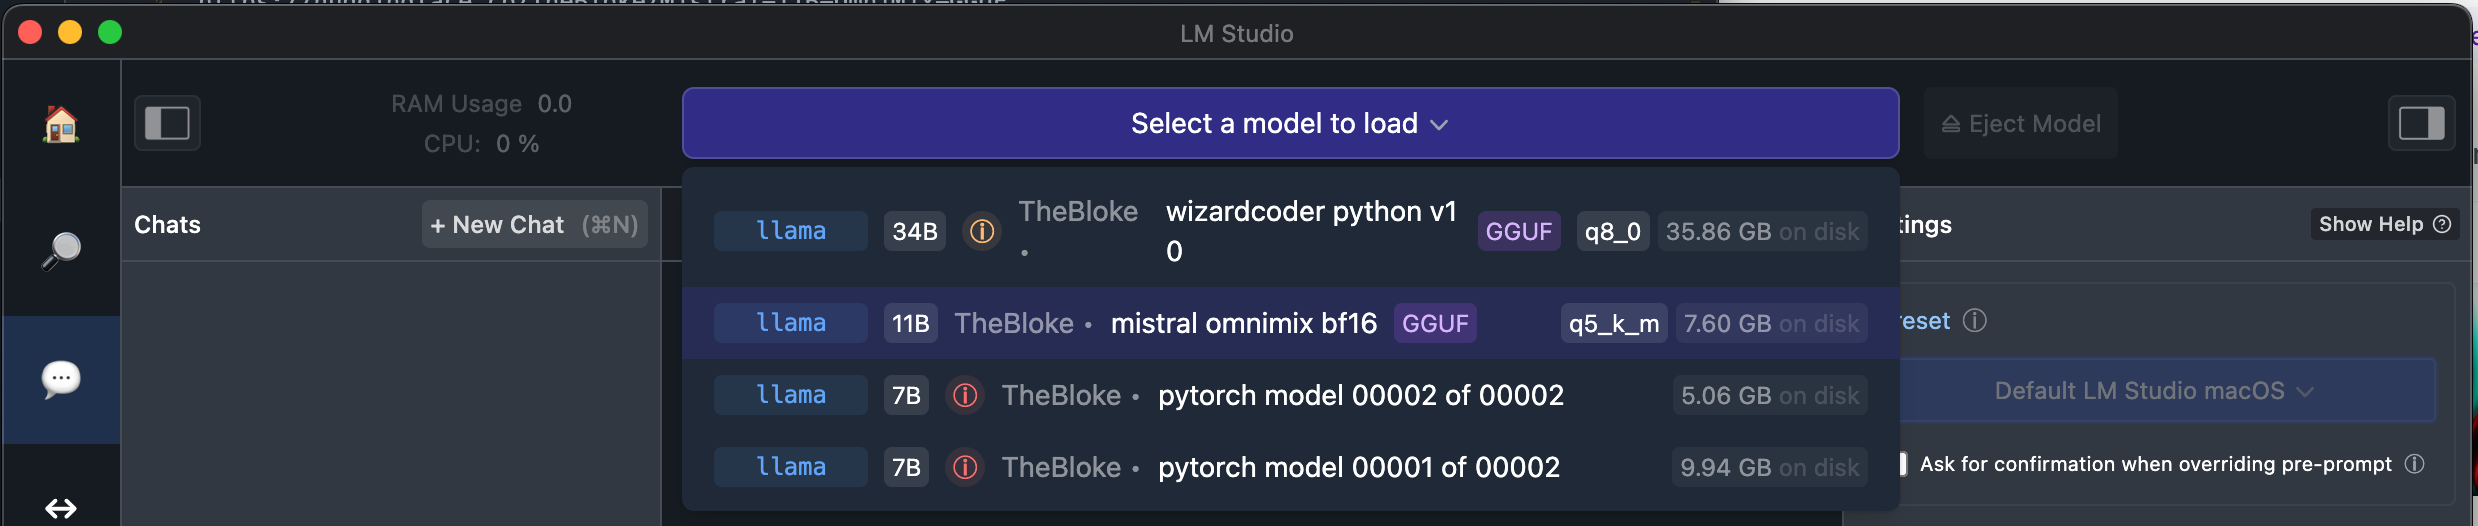 LM Studio
RAM Usage 0.0
CPU: 0 %
Select a model to load
Eject Model
Chats
+ New Chat (⌘N)
llama 34B TheBloke • wizardcoder python v1 0 GGUF q8_0 35.86 GB on disk
llama 11B TheBloke • mistral omnimix bf16 GGUF q5_k_m 7.60 GB on disk
llama 7B TheBloke • pytorch model 00002 of 00002 5.06 GB on disk
llama 7B TheBloke • pytorch model 00001 of 00002 9.94 GB on disk
tings
Show Help
reset
Default LM Studio macOS
Ask for confirmation when overriding pre-prompt